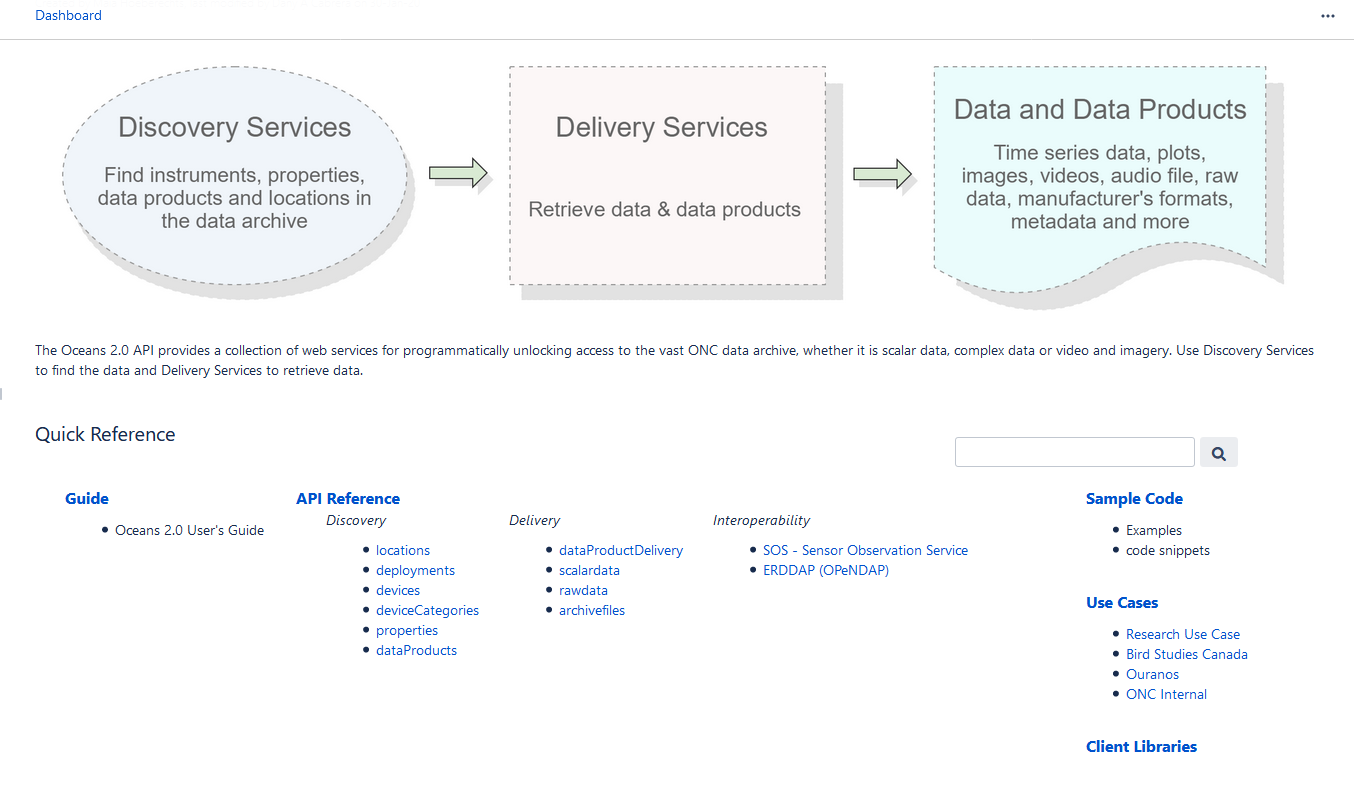 Dashboard
Discovery Services
Find instruments, properties,
data products and locations in
the data archive
Delivery Services
Retrieve data & data products
Data and Data Products
Time series data, plots,
images, videos, audio file, raw
data, manufacturer's formats,
metadata and more
The Oceans 2.0 API provides a collection of web services for programmatically unlocking access to the vast ONC data archive, whether it is scalar data, complex data or video and imagery. Use Discovery Services
to find the data and Delivery Services to retrieve data.
Quick Reference
Guide
Oceans 2.0 User's Guide
API Reference
Discovery
locations
deployments
devices
deviceCategories
properties
dataProducts
Delivery
dataProductDelivery
scalardata
rawdata
archivefiles
Interoperability
SOS - Sensor Observation Service
ERDDAP (OPeNDAP)
Sample Code
Examples
code snippets
Use Cases
Research Use Case
Bird Studies Canada
Ouranos
ONC Internal
Client Libraries